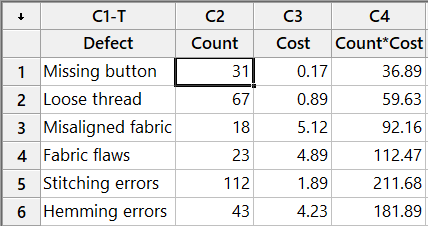 ↓ C1-T C2 C3 C4
Defect Count Cost Count*Cost
1 Missing button 31 0.17 36.89
2 Loose thread 67 0.89 59.63
3 Misaligned fabric 18 5.12 92.16
4 Fabric flaws 23 4.89 112.47
5 Stitching errors 112 1.89 211.68
6 Hemming errors 43 4.23 181.89